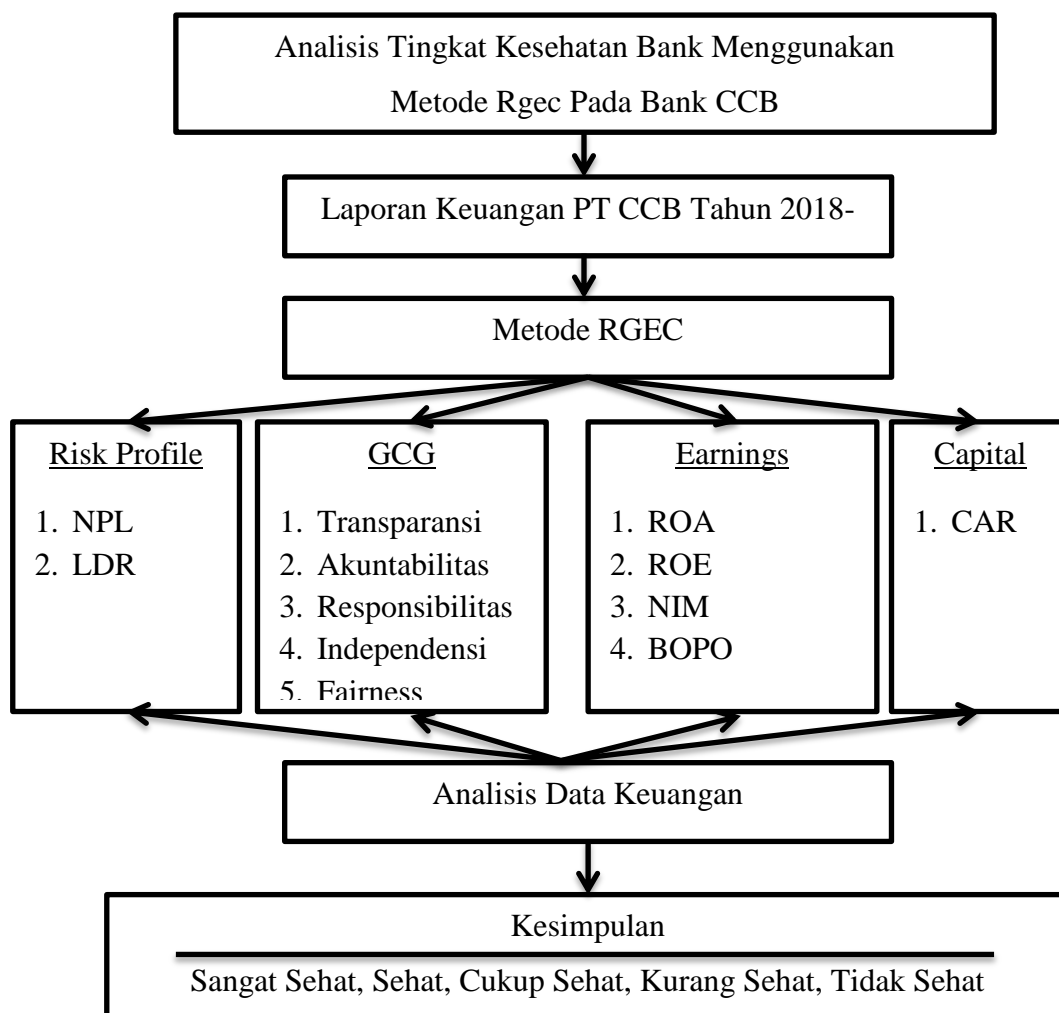 Analisis Tingkat Kesehatan Bank Menggunakan
Metode Rgec Pada Bank CCB
Laporan Keuangan PT CCB Tahun 2018-
Metode RGEC
Risk Profile
1. NPL
2. LDR
GCG
1. Transparansi
2. Akuntabilitas
3. Responsibilitas
4. Independensi
5. Fairness
Earnings
1. ROA
2. ROE
3. NIM
4. BOPO
Capital
1. CAR
Analisis Data Keuangan
Kesimpulan
Sangat Sehat, Sehat, Cukup Sehat, Kurang Sehat, Tidak Sehat